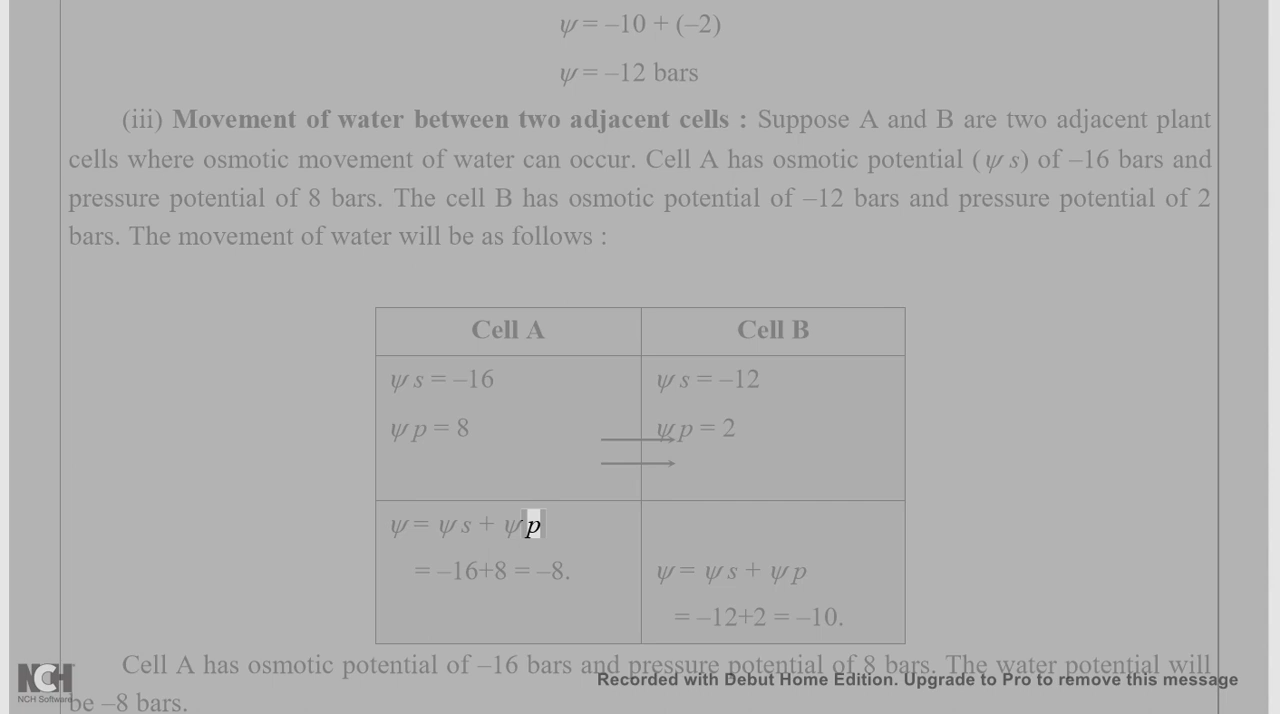 ψ = –10 + (–2)
ψ = –12 bars
(iii) Movement of water between two adjacent cells : Suppose A and B are two adjacent plant
cells where osmotic movement of water can occur. Cell A has osmotic potential (ψ s) of –16 bars and
pressure potential of 8 bars. The cell B has osmotic potential of –12 bars and pressure potential of 2
bars. The movement of water will be as follows :
Cell A Cell B
ψ s = –16 ψ s = –12
ψ p = 8 ψ p = 2
ψ = ψ s + ψ p
= –16+8 = –8. ψ = ψ s + ψ p
= –12+2 = –10.
Cell A has osmotic potential of –16 bars and pressure potential of 8 bars. The water potential will
be –8 bars.
NCH
NCH Software
Recorded with Debut Home Edition. Upgrade to Pro to remove this message